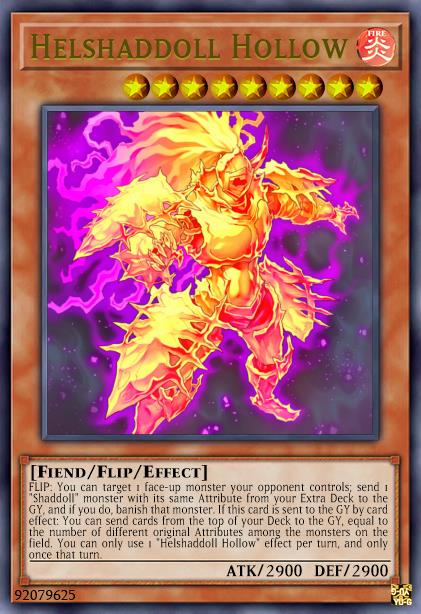 HELSHADDOLL HOLLOW
FIRE
炎
[FIEND/FLIP/EFFECT]
FLIP: You can target 1 face-up monster your opponent controls; send 1
"Shaddoll" monster with its same Attribute from your Extra Deck to the
GY, and if you do, banish that monster. If this card is sent to the GY by card
effect: You can send cards from the top of your Deck to the GY, equal to
the number of different original Attributes among the monsters on the
field. You can only use 1 "Helshaddoll Hollow" effect per turn, and only
once that turn.
ATK/2900 DEF/2900
92079625